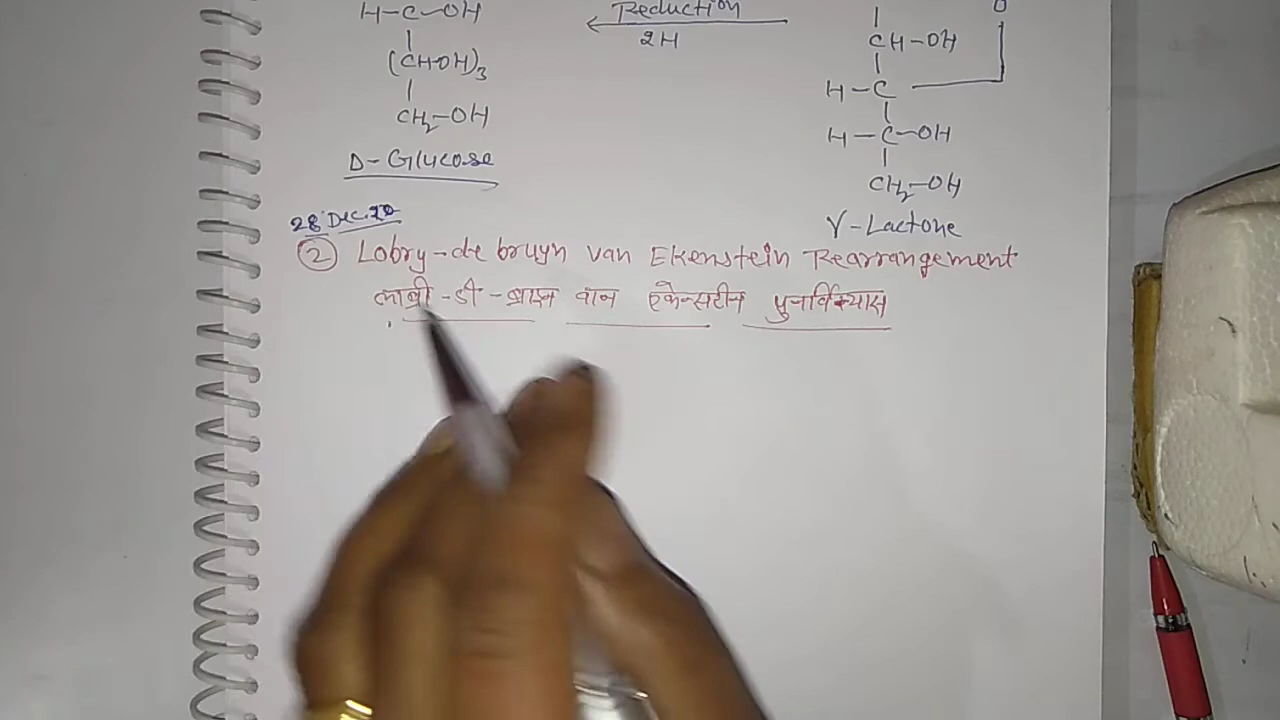 H-C-OH
(CHOH)3
CH2-OH
D-Glucose
Reduction
2H
O
CH-OH
H-C
H-C-OH
CH2-OH
γ-Lactone
28 Dec. 20
② Lobry-de bruyn van Ekenstein Rearrangement
लाब्री-डी-ब्राइन वान एकेन्सटीन पुनर्विन्यास